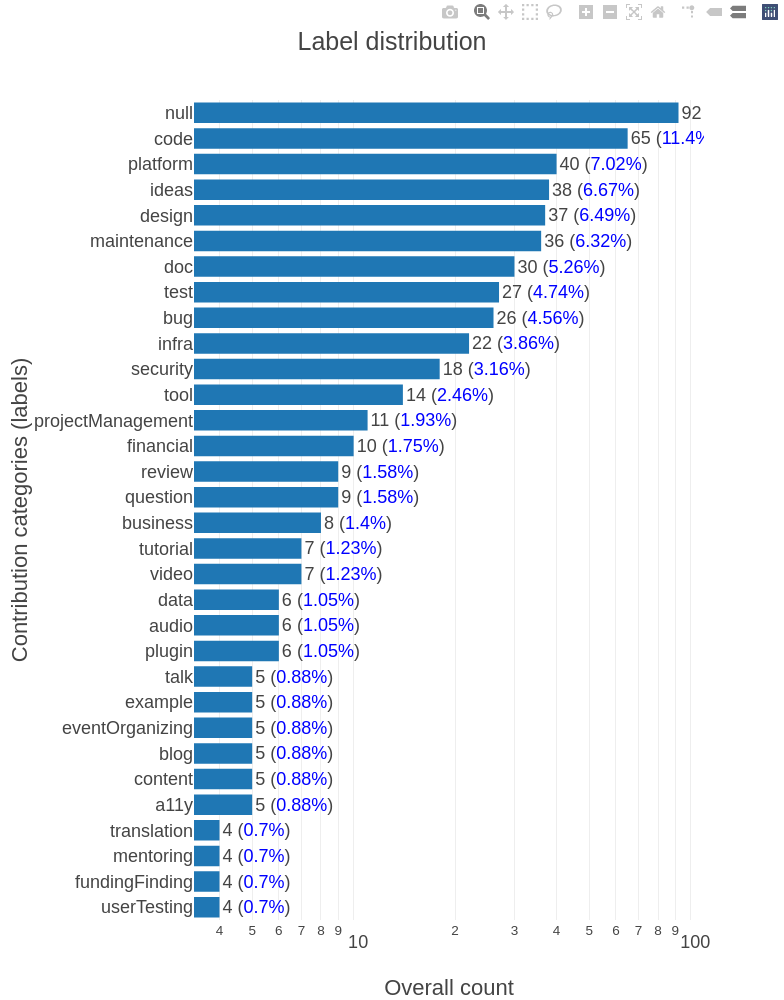 Label distribution
null 92
code 65 (11.4%
platform 40 (7.02%)
ideas 38 (6.67%)
design 37 (6.49%)
maintenance 36 (6.32%)
doc 30 (5.26%)
test 27 (4.74%)
bug 26 (4.56%)
infra 22 (3.86%)
security 18 (3.16%)
tool 14 (2.46%)
projectManagement 11 (1.93%)
financial 10 (1.75%)
review 9 (1.58%)
question 9 (1.58%)
business 8 (1.4%)
tutorial 7 (1.23%)
video 7 (1.23%)
data 6 (1.05%)
audio 6 (1.05%)
plugin 6 (1.05%)
talk 5 (0.88%)
example 5 (0.88%)
eventOrganizing 5 (0.88%)
blog 5 (0.88%)
content 5 (0.88%)
a11y 5 (0.88%)
translation 4 (0.7%)
mentoring 4 (0.7%)
fundingFinding 4 (0.7%)
userTesting 4 (0.7%)
4 5 6 7 8 9 10 2 3 4 5 6 7 8 9 100
Overall count
Contribution categories (labels)